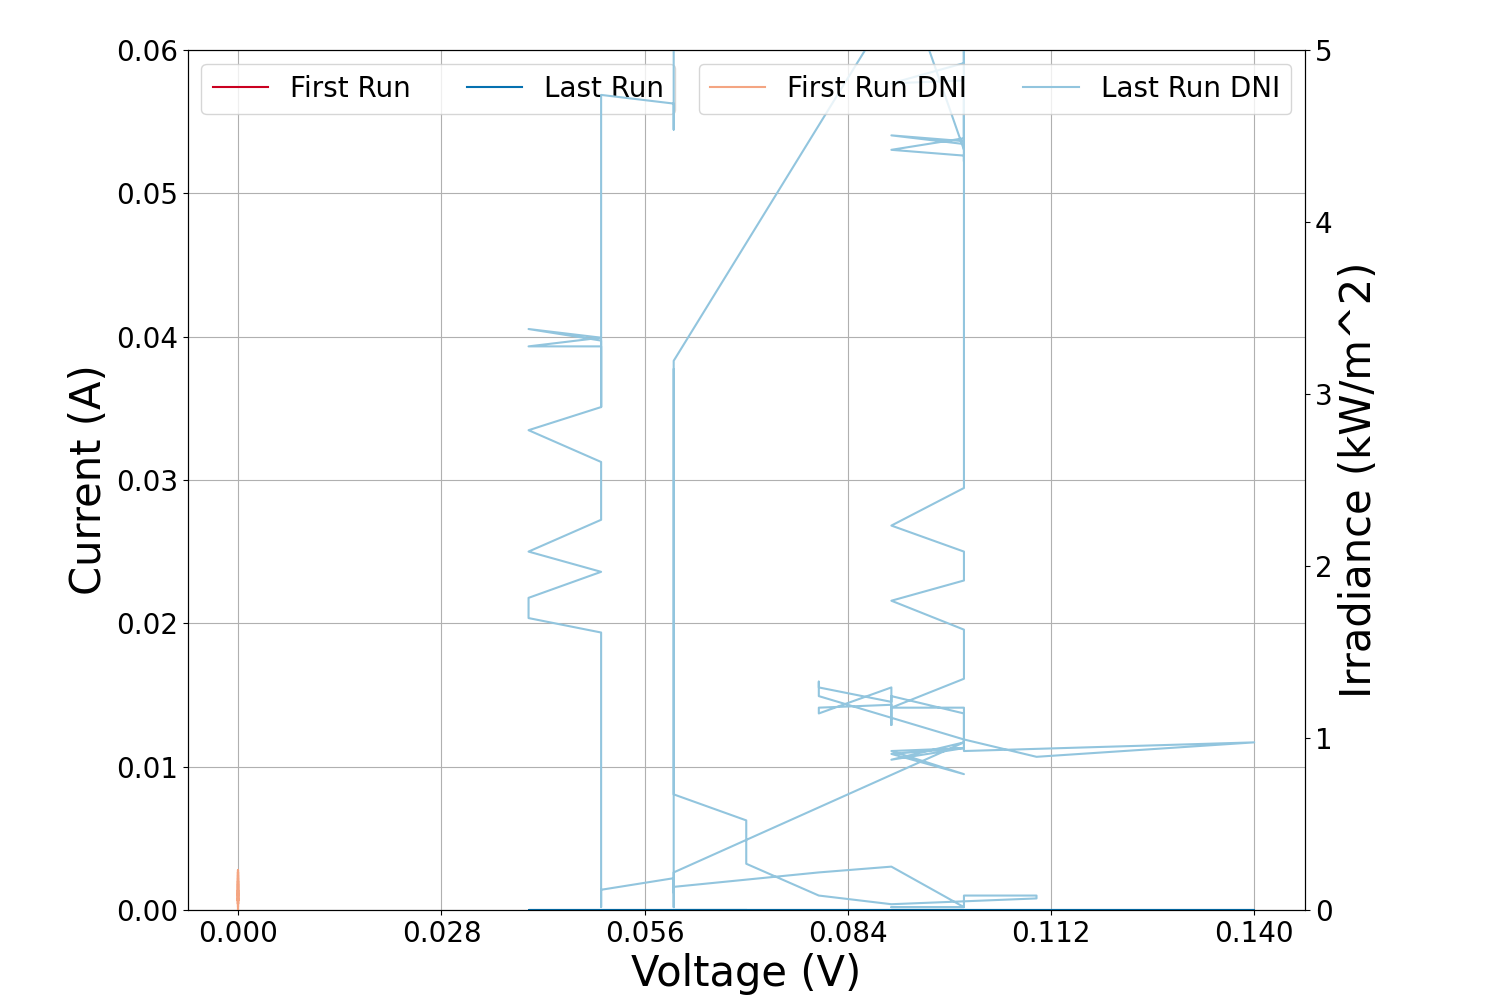 First Run
Last Run
First Run DNI
Last Run DNI
0.06
0.05
0.04
0.03
0.02
0.01
0.00
Current (A)
5
4
3
2
1
0
Irradiance (kW/m^2)
0.000 0.028 0.056 0.084 0.112 0.140
Voltage (V)